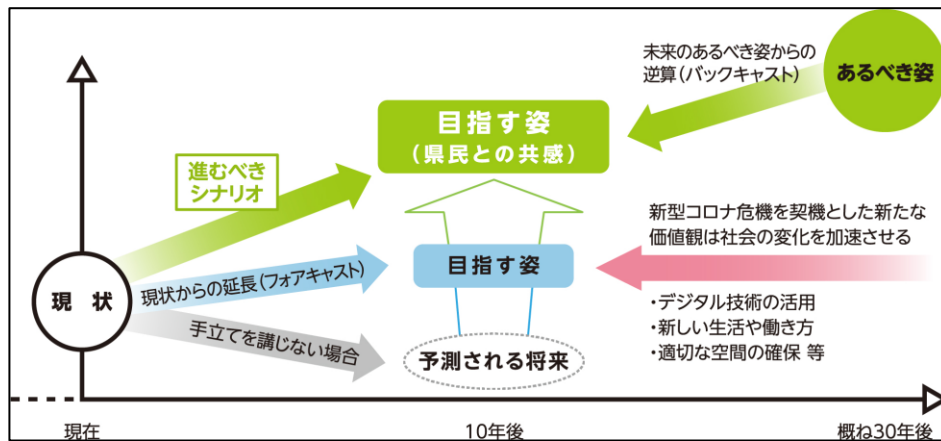 未来のあるべき姿からの
逆算(バックキャスト)
あるべき姿
目指す姿
(県民との共感)
進むべき
シナリオ
新型コロナ危機を契機とした新たな
価値観は社会の変化を加速させる
現状
現状からの延長(フォアキャスト)
目指す姿
・デジタル技術の活用
・新しい生活や働き方
・適切な空間の確保 等
手立てを講じない場合
予測される将来
現在
10年後
概ね30年後